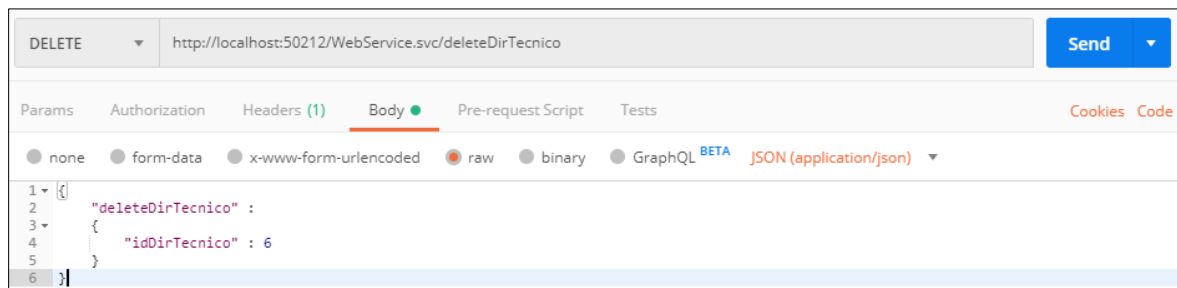 DELETE http://localhost:50212/WebService.svc/deleteDirTecnico Send
Params Authorization Headers (1) Body Pre-request Script Tests Cookies Code
none form-data x-www-form-urlencoded raw binary GraphQL BETA JSON (application/json)
1 {
2 "deleteDirTecnico" :
3 {
4 "idDirTecnico" : 6
5 }
6 }